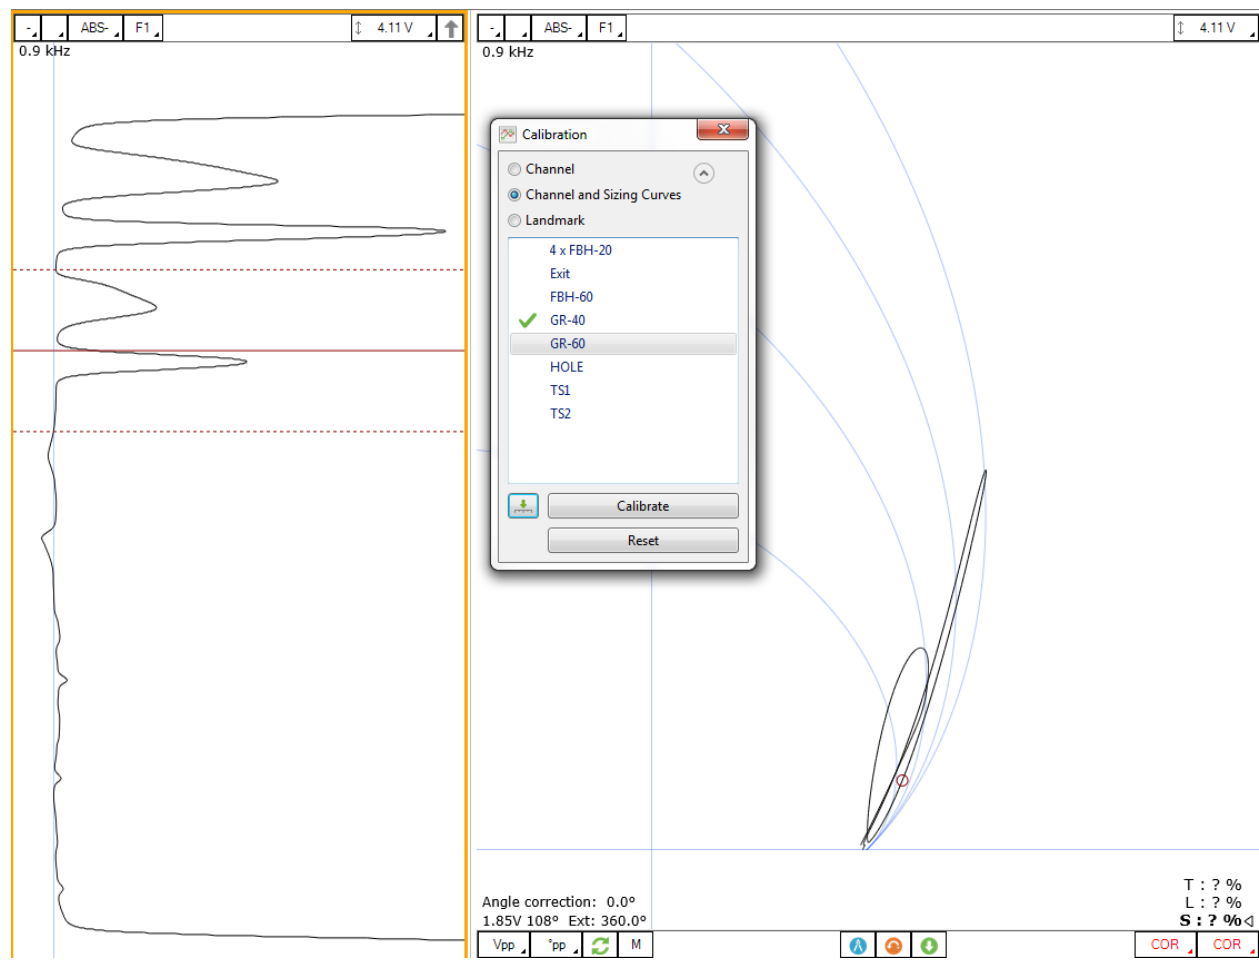 - ABS- F1 4.11 V
0.9 kHz
- ABS- F1 4.11 V
0.9 kHz
Calibration
Channel
Channel and Sizing Curves
Landmark
4 x FBH-20
Exit
FBH-60
GR-40
GR-60
HOLE
TS1
TS2
Calibrate
Reset
Angle correction: 0.0°
1.85V 108° Ext: 360.0°
T : ? %
L : ? %
S : ? %
Vpp °pp M
COR COR